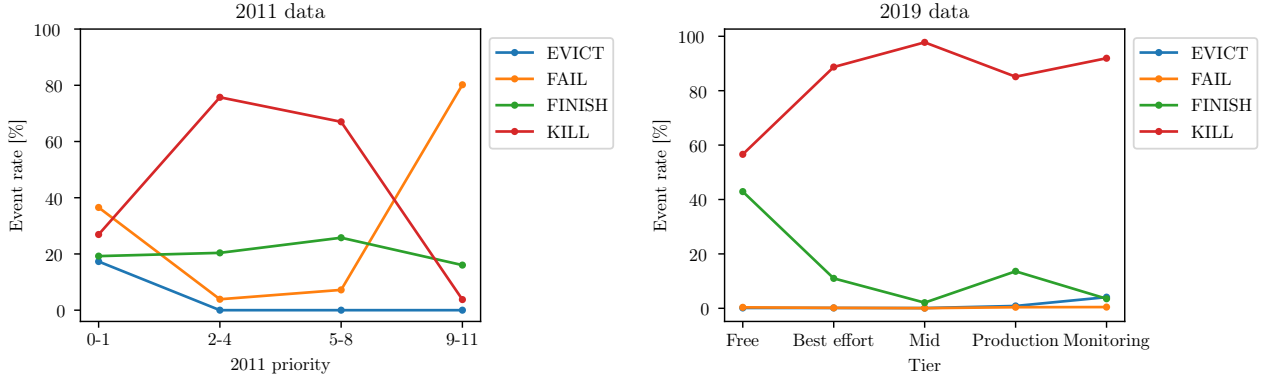 2011 data
Event rate [%]
100
80
60
40
20
0
0-1
2-4
5-8
9-11
2011 priority
EVICT
FAIL
FINISH
KILL
2019 data
Event rate [%]
100
80
60
40
20
0
Free
Best effort
Mid
Production
Monitoring
Tier
EVICT
FAIL
FINISH
KILL